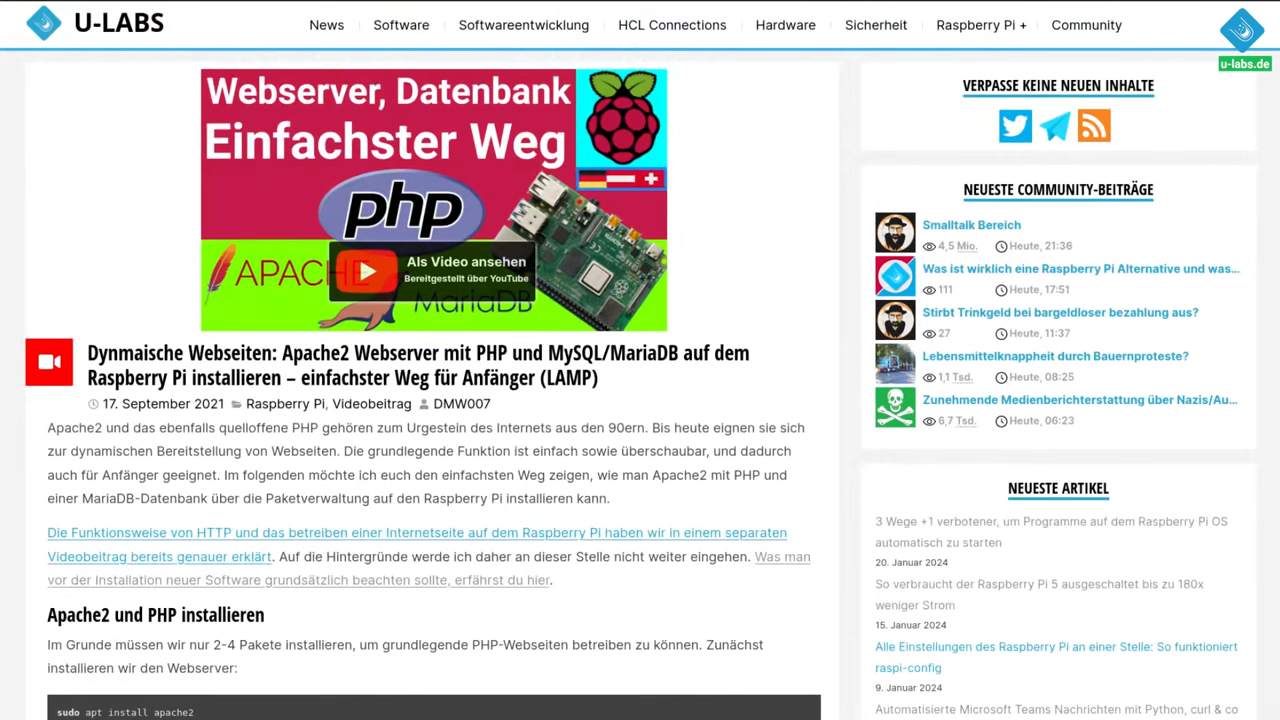 U-LABS
News
Software
Softwareentwicklung
HCL Connections
Hardware
Sicherheit
Raspberry Pi +
Community
u-labs.de
Webserver, Datenbank
Einfachster Weg
php
APACHE
MariaDB
Als Video ansehen
Bereitgestellt über YouTube
Dynmaische Webseiten: Apache2 Webserver mit PHP und MySQL/MariaDB auf dem
Raspberry Pi installieren – einfachster Weg für Anfänger (LAMP)
17. September 2021 Raspberry Pi, Videobeitrag DMW007
Apache2 und das ebenfalls quelloffene PHP gehören zum Urgestein des Internets aus den 90ern. Bis heute eignen sie sich
zur dynamischen Bereitstellung von Webseiten. Die grundlegende Funktion ist einfach sowie überschaubar, und dadurch
auch für Anfänger geeignet. Im folgenden möchte ich euch den einfachsten Weg zeigen, wie man Apache2 mit PHP und
einer MariaDB-Datenbank über die Paketverwaltung auf den Raspberry Pi installieren kann.
Die Funktionsweise von HTTP und das betreiben einer Internetseite auf dem Raspberry Pi haben wir in einem separaten
Videobeitrag bereits genauer erklärt. Auf die Hintergründe werde ich daher an dieser Stelle nicht weiter eingehen. Was man
vor der Installation neuer Software grundsätzlich beachten sollte, erfährst du hier.
Apache2 und PHP installieren
Im Grunde müssen wir nur 2-4 Pakete installieren, um grundlegende PHP-Webseiten betreiben zu können. Zunächst
installieren wir den Webserver:
sudo apt install apache2
VERPASSE KEINE NEUEN INHALTE
NEUESTE COMMUNITY-BEITRÄGE
Smalltalk Bereich
4,5 Mio. Heute, 21:36
Was ist wirklich eine Raspberry Pi Alternative und was...
111 Heute, 17:51
Stirbt Trinkgeld bei bargeldloser bezahlung aus?
27 Heute, 11:37
Lebensmittelknappheit durch Bauernproteste?
1,1 Tsd. Heute, 08:25
Zunehmende Medienberichterstattung über Nazis/Au...
6,7 Tsd. Heute, 06:23
NEUESTE ARTIKEL
3 Wege +1 verbotener, um Programme auf dem Raspberry Pi OS
automatisch zu starten
20. Januar 2024
So verbraucht der Raspberry Pi 5 ausgeschaltet bis zu 180x
weniger Strom
15. Januar 2024
Alle Einstellungen des Raspberry Pi an einer Stelle: So funktioniert
raspi-config
9. Januar 2024
Automatisierte Microsoft Teams Nachrichten mit Python, curl & co